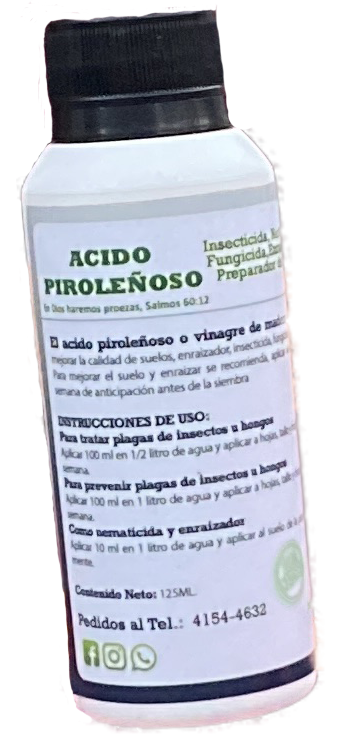 ACIDO
PIROLEÑOSO
En Dios haremos proezas, Salmos 60:12
Insecticida,
Fungicida,
Preparador
El acido piroleñoso o vinagre de
mejorar la calidad de suelos, enraizador, insecticida,
Para mejorar el suelo y enraizar se recomienda, aplica
semana de anticipación antes de la siembra
INSTRUCCIONES DE USO:
Para tratar plagas de insectos u hongos
Aplicar 100 ml en 1/2 litro de agua y aplicar a hojas,
semana.
Para prevenir plagas de insectos u hongos
Aplicar 100 ml en 1 litro de agua y aplicar a hojas,
semana.
Como nematicida y enraizador
Aplicar 10 ml en 1 litro de agua y aplicar al suelo de
mente.
Contenido Neto: 125ML.
Pedidos al Tel.: 4154-4632